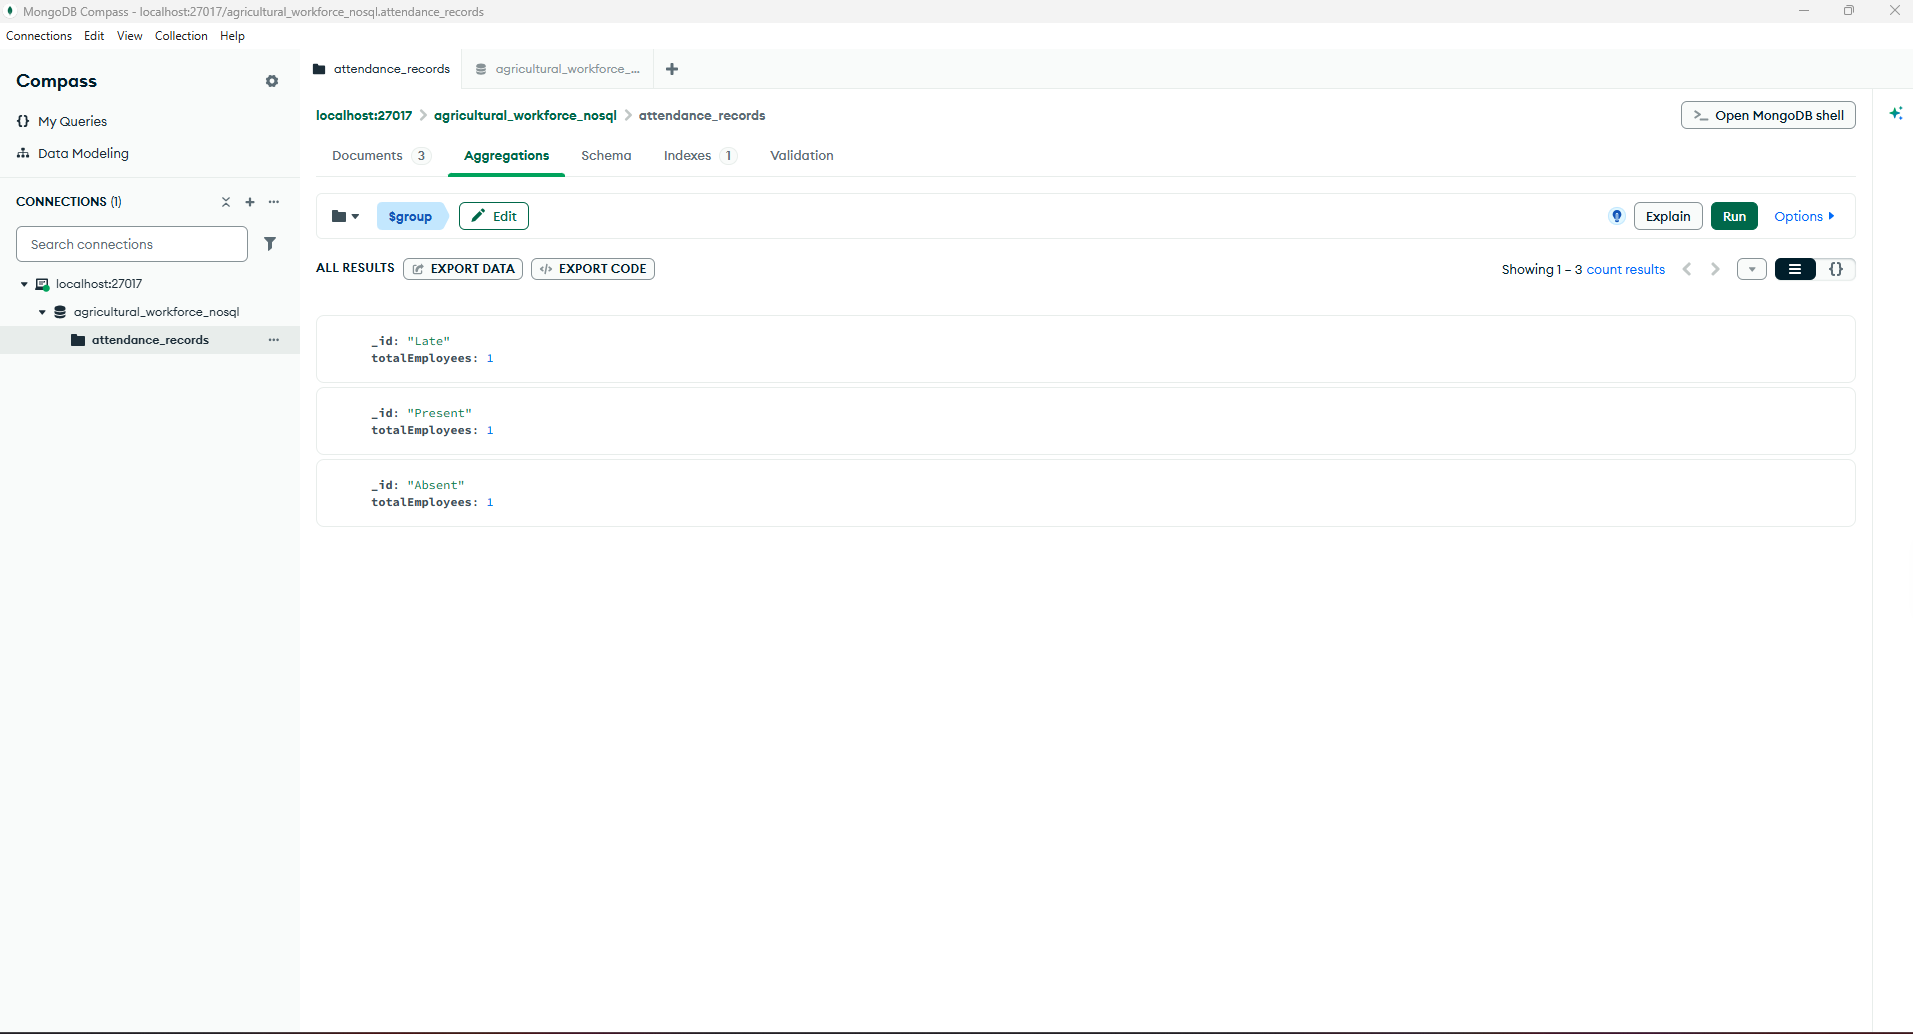 MongoDB Compass - localhost:27017/agricultural_workforce_nosql.attendance_records
Connections Edit View Collection Help
Compass
My Queries
Data Modeling
CONNECTIONS (1)
Search connections
localhost:27017
agricultural_workforce_nosql
attendance_records
attendance_records
agricultural_workforce_...
localhost:27017 > agricultural_workforce_nosql > attendance_records
>_ Open MongoDB shell
Documents 3 Aggregations Schema Indexes 1 Validation
$group Edit Explain Run Options
ALL RESULTS EXPORT DATA </> EXPORT CODE Showing 1 – 3 count results {}
_id: "Late"
totalEmployees: 1
_id: "Present"
totalEmployees: 1
_id: "Absent"
totalEmployees: 1